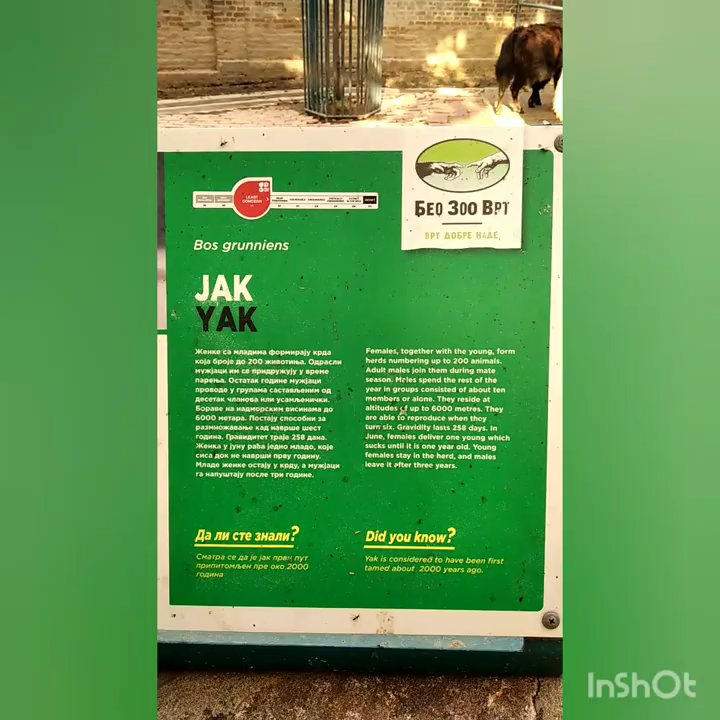 БЕО ЗОО ВРТ
ВРТ ДОБРЕ НАДЕ
LEAST
CONCERN
Bos grunniens
ЈАК
YAK
Женке са младима формирају крда
која броје до 200 животиња. Одрасли
мужјаци им се придружују у време
парења. Остатак године мужјаци
проводе у групама састављеним од
десетак чланова или усамљенички.
Бораве на надморским висинама до
6000 метара. Постају способни за
размножавање кад наврше шест
година. Гравидитет траје 258 дана.
Женка у јуну рађа једно младо, које
сиса док не наврши прву годину.
Младе женке остају у крду, а мужјаци
га напуштају после три године.
Females, together with the young, form
herds numbering up to 200 animals.
Adult males join them during mate
season. Males spend the rest of the
year in groups consisted of about ten
members or alone. They reside at
altitudes of up to 6000 metres. They
are able to reproduce when they
turn six. Gravidity lasts 258 days. In
June, females deliver one young which
sucks until it is one year old. Young
females stay in the herd, and males
leave it after three years.
Да ли сте знали?
Сматра се да је јак први пут
припитомљен пре око 2000
година
Did you know?
Yak is considered to have been first
tamed about 2000 years ago.
InShOt